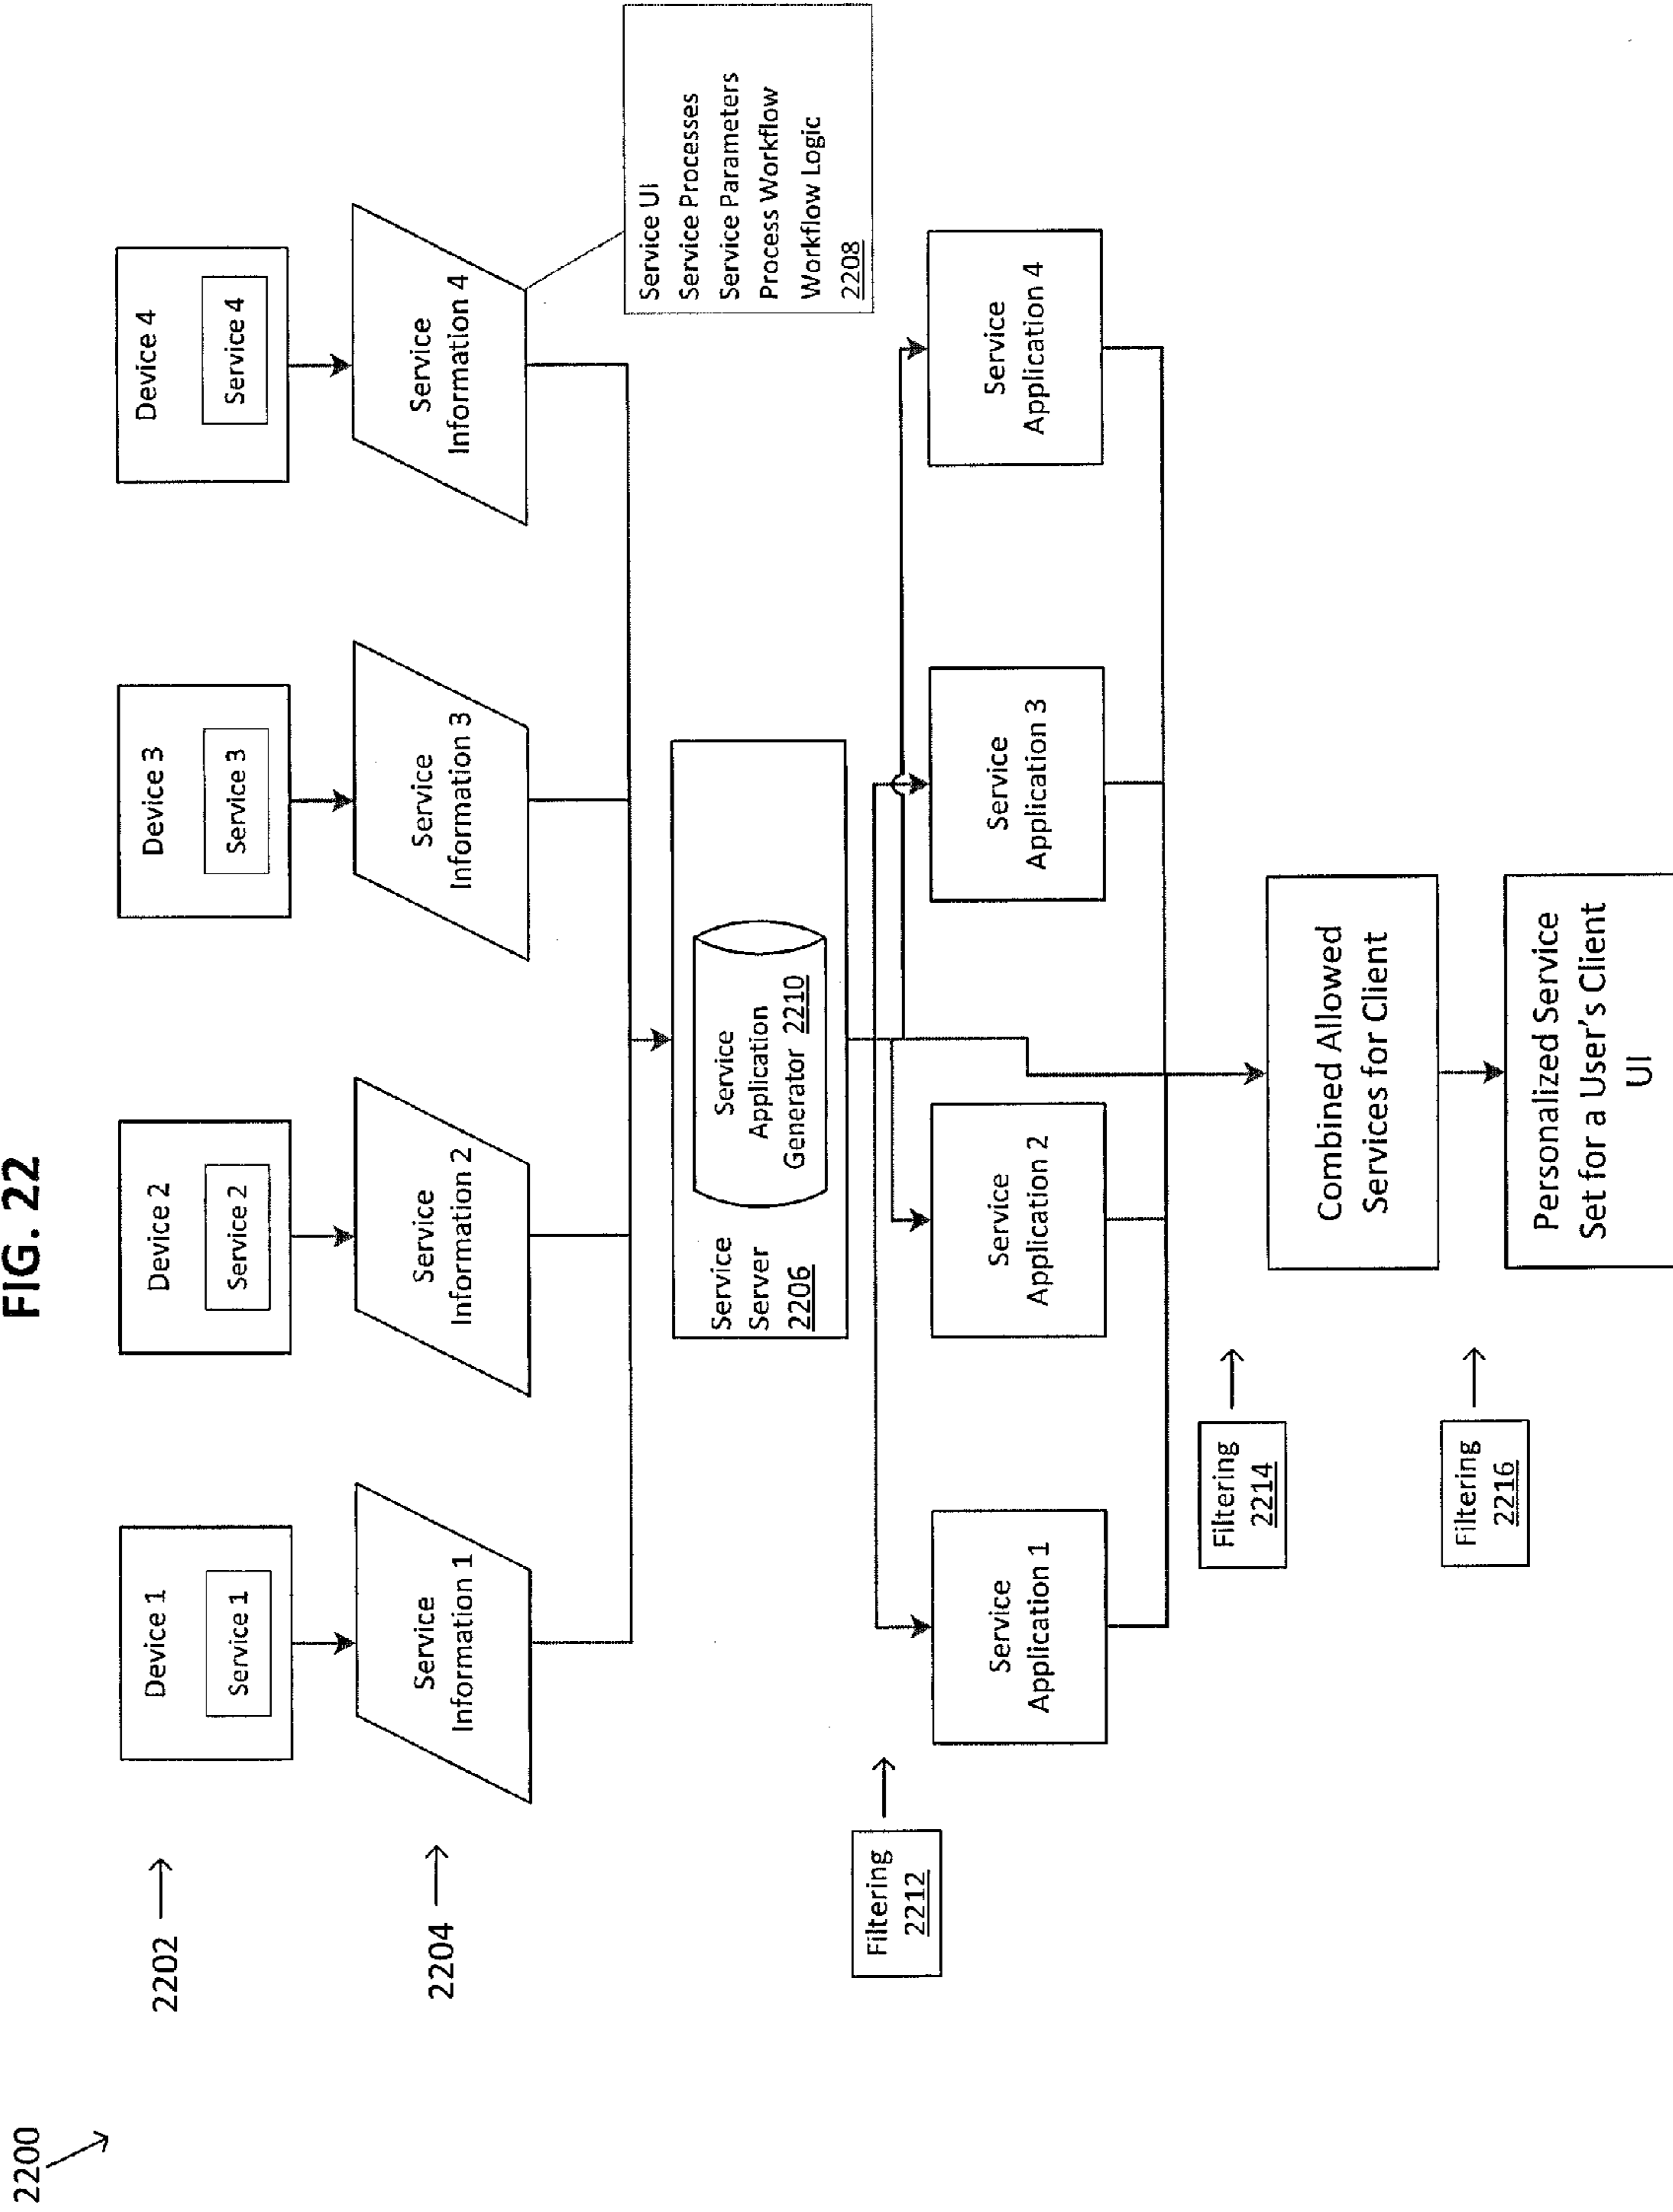 FIG. 22
2200
2202
Device 1
Service 1
Device 2
Service 2
Device 3
Service 3
Device 4
Service 4
2204
Service
Information 1
Service
Information 2
Service
Information 3
Service
Information 4
Service UI
Service Processes
Service Parameters
Process Workflow
Workflow Logic
2208
Service
Server
2206
Service
Application
Generator 2210
Filtering
2212
Service
Application 1
Service
Application 2
Service
Application 3
Service
Application 4
Filtering
2214
Combined Allowed
Services for Client
Filtering
2216
Personalized Service
Set for a User's Client
UI